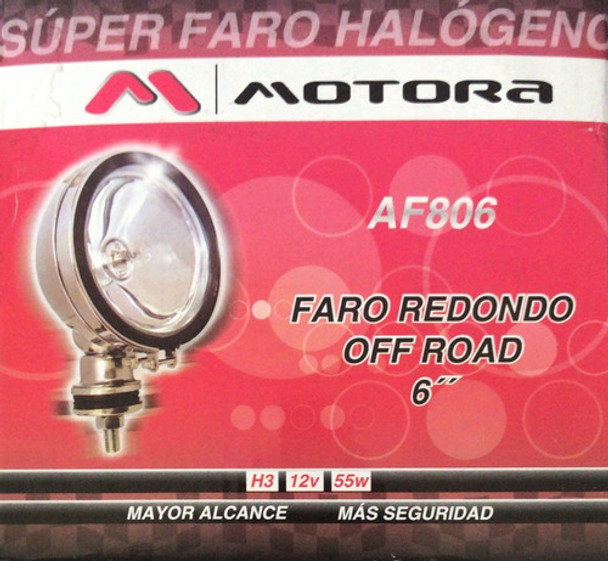 SÚPER FARO HALÓGENO
MOTORa
AF806
FARO REDONDO
OFF ROAD
6´´
H3 12v 55w
MAYOR ALCANCE MÁS SEGURIDAD